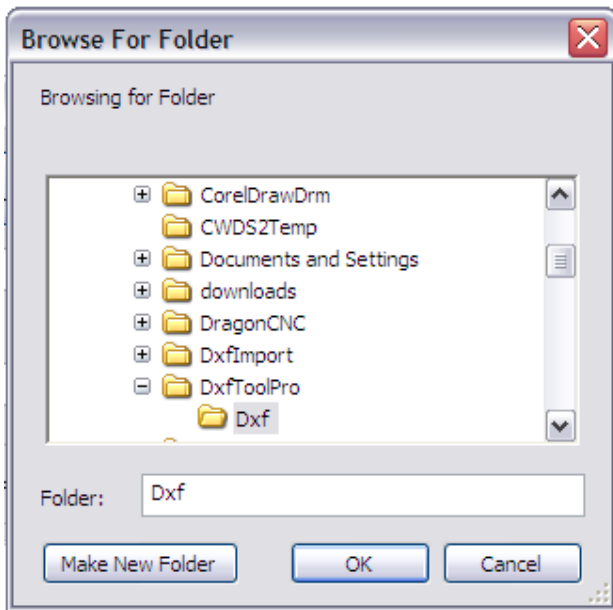 Browse For Folder
Browsing for Folder
CorelDrawDrm
CWDS2Temp
Documents and Settings
downloads
DragonCNC
DxfImport
DxfToolPro
Dxf
Folder: Dxf
Make New Folder OK Cancel